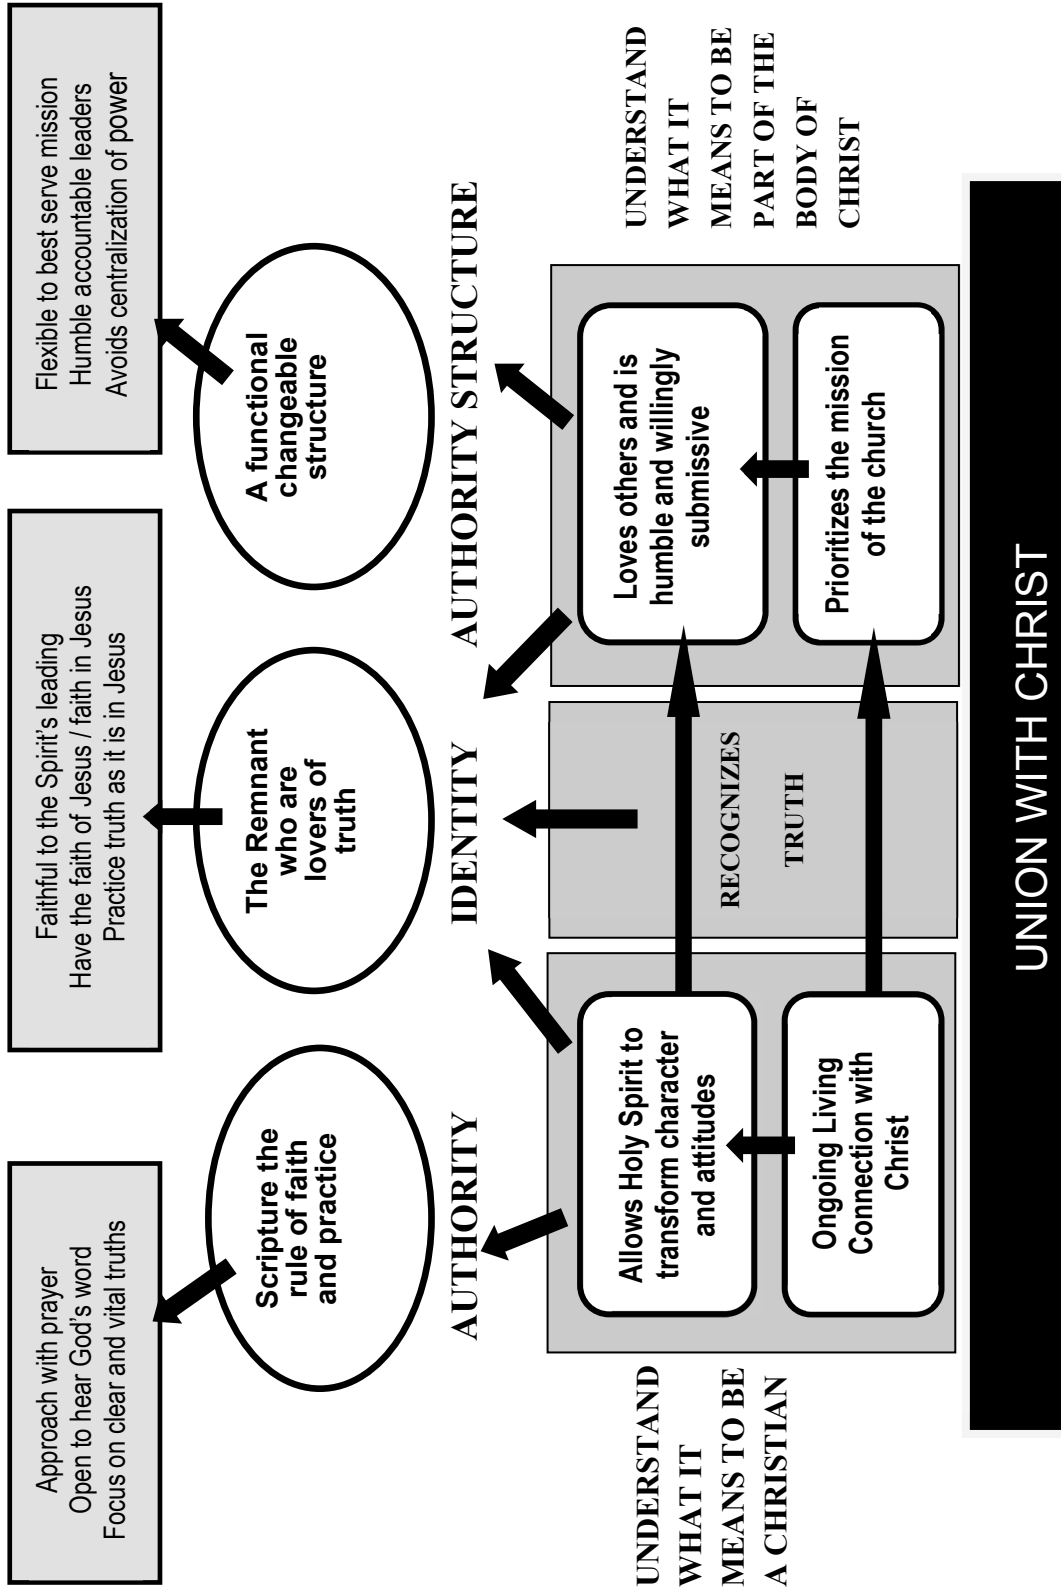 Approach with prayer
Open to hear God's word
Focus on clear and vital truths
Faithful to the Spirit's leading
Have the faith of Jesus / faith in Jesus
Practice truth as it is in Jesus
Flexible to best serve mission
Humble accountable leaders
Avoids centralization of power
Scripture the
rule of faith
and practice
The Remnant
who are
lovers of
truth
A functional
changeable
structure
AUTHORITY
IDENTITY
AUTHORITY STRUCTURE
UNDERSTAND
WHAT IT
MEANS TO BE
A CHRISTIAN
Allows Holy Spirit to
transform character
and attitudes
Ongoing Living
Connection with
Christ
RECOGNIZES
TRUTH
Loves others and is
humble and willingly
submissive
Prioritizes the mission
of the church
UNDERSTAND
WHAT IT
MEANS TO BE
PART OF THE
BODY OF
CHRIST
UNION WITH CHRIST